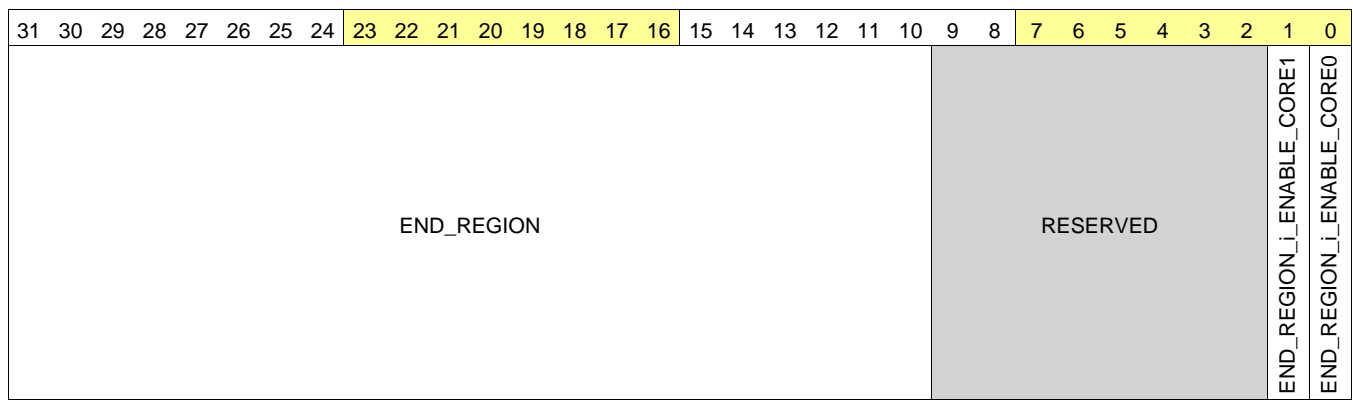 31 30 29 28 27 26 25 24 23 22 21 20 19 18 17 16 15 14 13 12 11 10 9 8 7 6 5 4 3 2 1 0
END_REGION
RESERVED
END_REGION_i_ENABLE_CORE1
END_REGION_i_ENABLE_CORE0